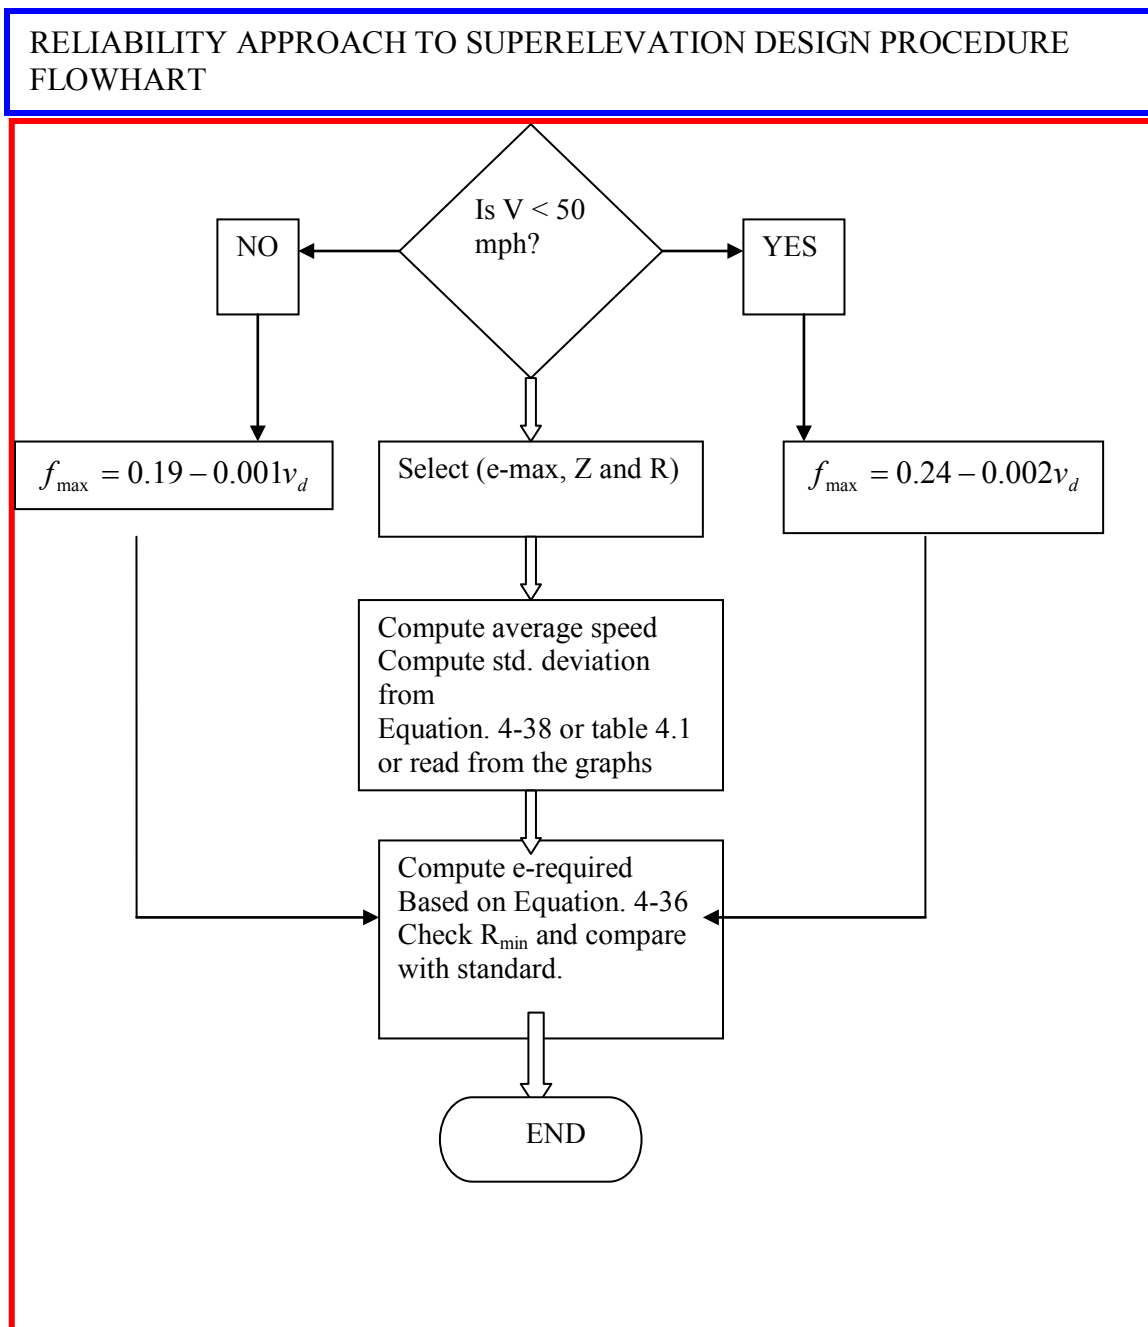 RELIABILITY APPROACH TO SUPERELEVATION DESIGN PROCEDURE
FLOWHART
Is V < 50
mph?
NO
YES
f_max = 0.19 − 0.001v_d
Select (e-max, Z and R)
f_max = 0.24 − 0.002v_d
Compute average speed
Compute std. deviation
from
Equation. 4-38 or table 4.1
or read from the graphs
Compute e-required
Based on Equation. 4-36
Check R_min and compare
with standard.
END